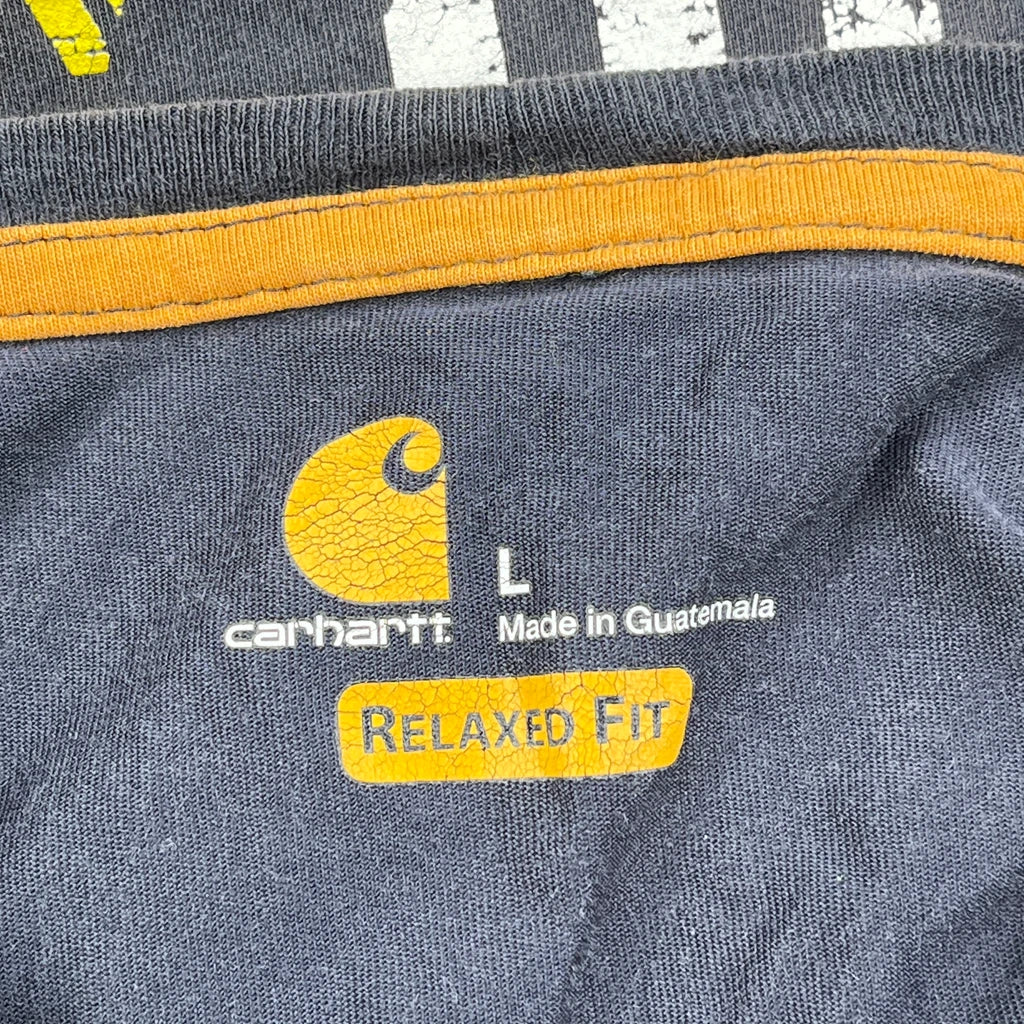 L
carhartt
Made in Guatemala
RELAXED FIT